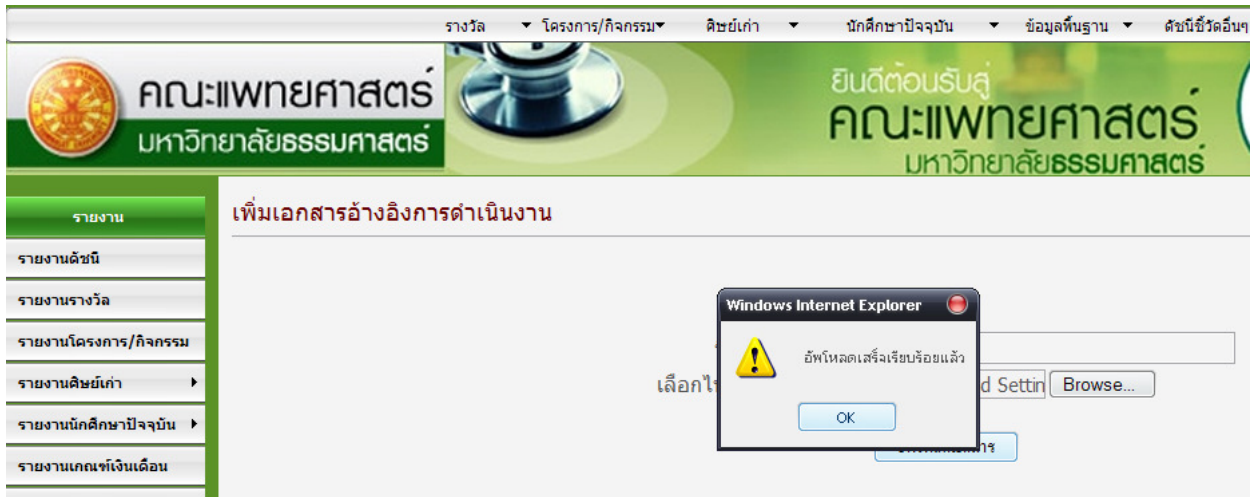 รางวัล โครงการ/กิจกรรม ศิษย์เก่า นักศึกษาปัจจุบัน ข้อมูลพื้นฐาน ดัชนีชี้วัดอื่นๆ
คณะแพทยศาสตร์
มหาวิทยาลัยธรรมศาสตร์
ยินดีต้อนรับสู่
คณะแพทยศาสตร์
มหาวิทยาลัยธรรมศาสตร์
รายงาน
รายงานดัชนี
รายงานรางวัล
รายงานโครงการ/กิจกรรม
รายงานศิษย์เก่า
รายงานนักศึกษาปัจจุบัน
รายงานเกณฑ์เงินเดือน
เพิ่มเอกสารอ้างอิงการดำเนินงาน
Windows Internet Explorer
อัพโหลดเสร็จเรียบร้อยแล้ว
OK
d Settin Browse...